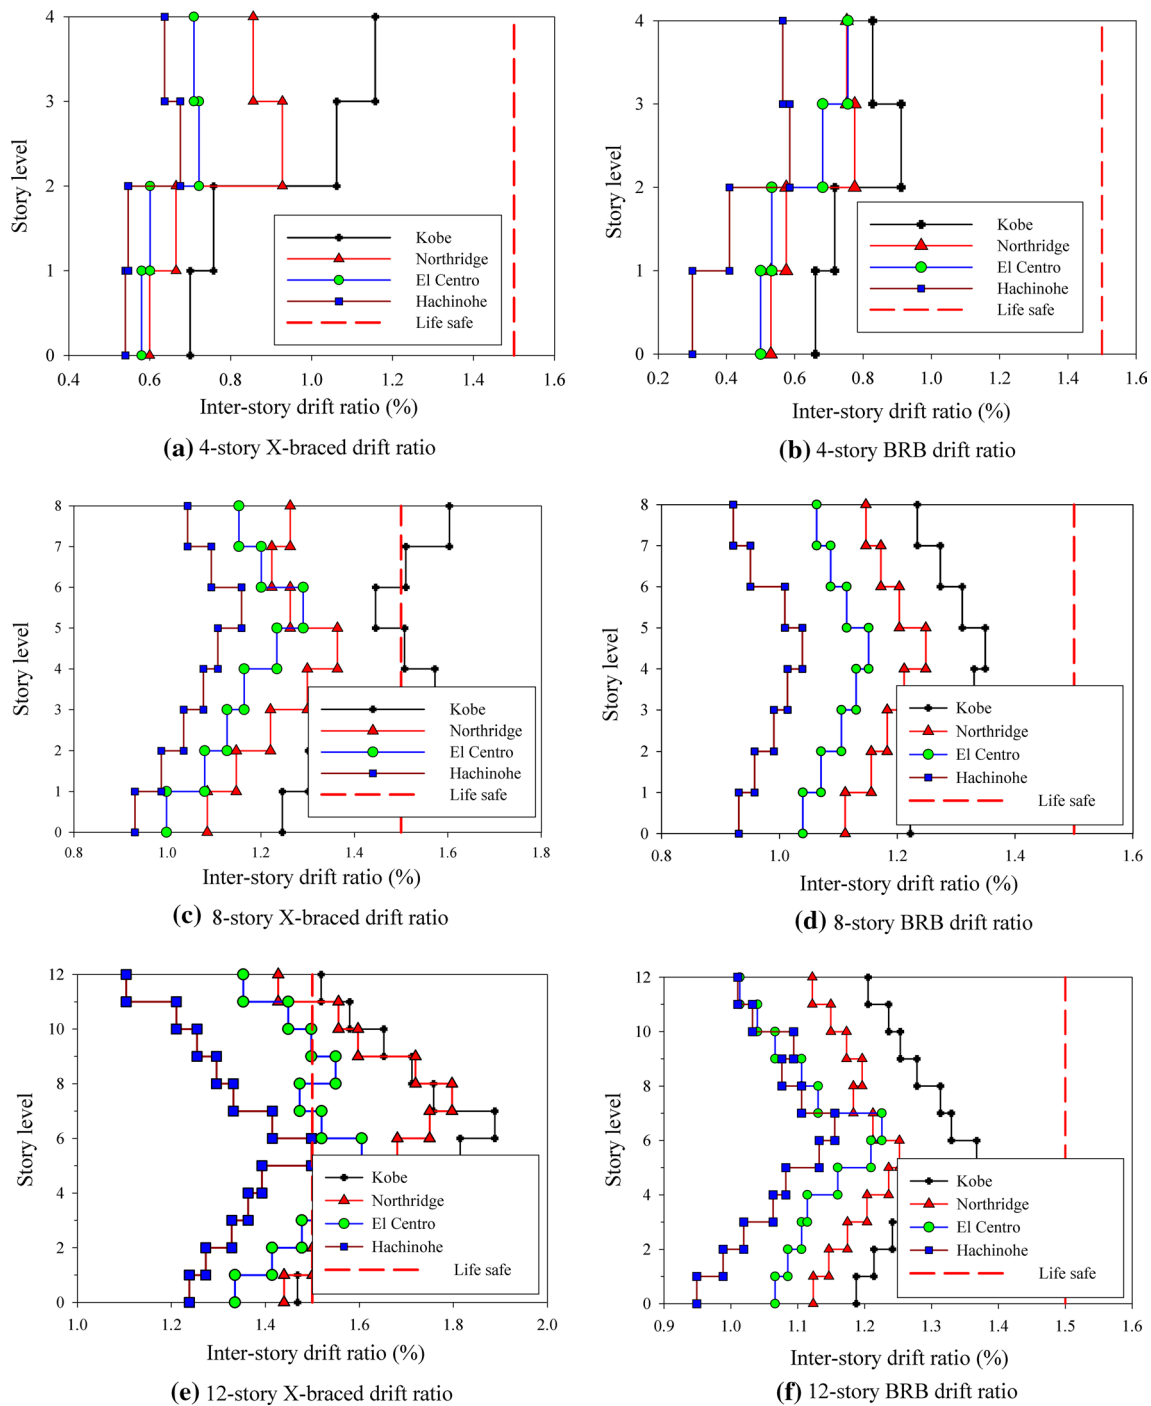 4
3
2
1
0
Story level
Kobe
Northridge
El Centro
Hachinohe
Life safe
0.4 0.6 0.8 1.0 1.2 1.4 1.6
Inter-story drift ratio (%)
(a) 4-story X-braced drift ratio
4
3
2
1
0
Story level
Kobe
Northridge
El Centro
Hachinohe
Life safe
0.2 0.4 0.6 0.8 1.0 1.2 1.4 1.6
Inter-story drift ratio (%)
(b) 4-story BRB drift ratio
8
7
6
5
4
3
2
1
0
Story level
Kobe
Northridge
El Centro
Hachinohe
Life safe
0.8 1.0 1.2 1.4 1.6 1.8
Inter-story drift ratio (%)
(c) 8-story X-braced drift ratio
8
7
6
5
4
3
2
1
0
Story level
Kobe
Northridge
El Centro
Hachinohe
Life safe
0.8 1.0 1.2 1.4 1.6
Inter-story drift ratio (%)
(d) 8-story BRB drift ratio
12
10
8
6
4
2
0
Story level
Kobe
Northridge
El Centro
Hachinohe
Life safe
1.0 1.2 1.4 1.6 1.8 2.0
Inter-story drift ratio (%)
(e) 12-story X-braced drift ratio
12
10
8
6
4
2
0
Story level
Kobe
Northridge
El Centro
Hachinohe
Life safe
0.9 1.0 1.1 1.2 1.3 1.4 1.5 1.6
Inter-story drift ratio (%)
(f) 12-story BRB drift ratio